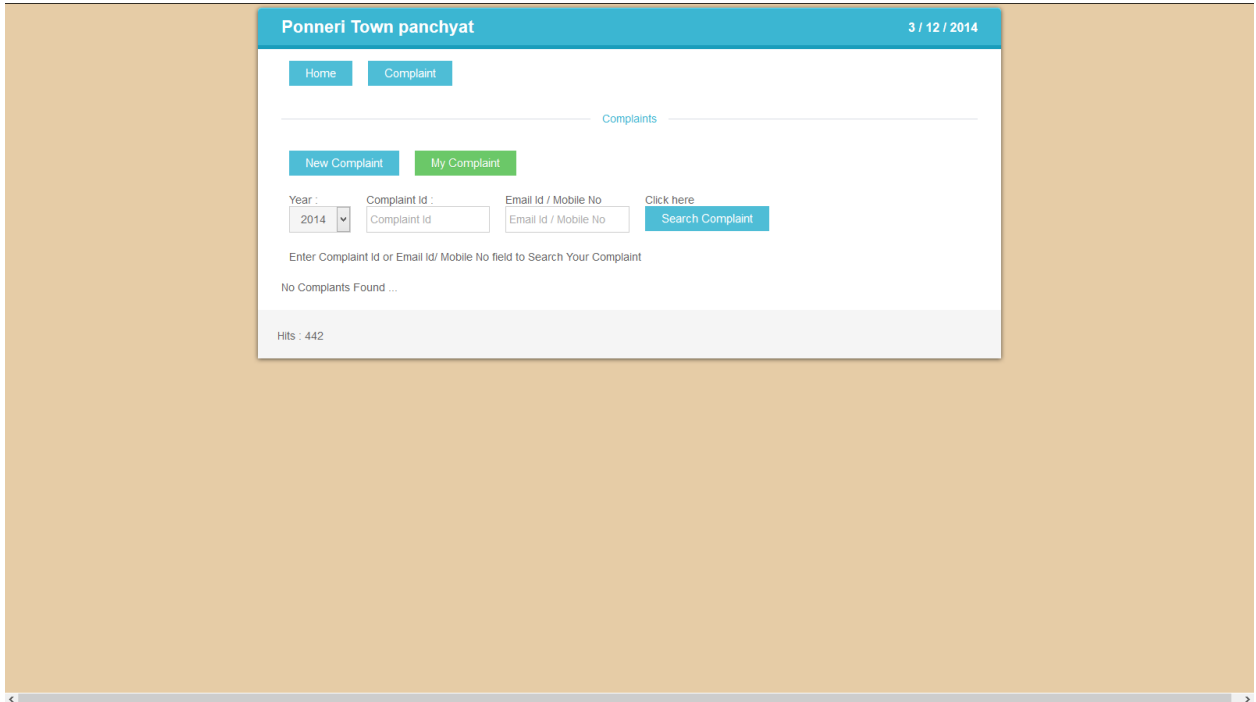 Ponneri Town panchyat 3 / 12 / 2014
Home Complaint
Complaints
New Complaint My Complaint
Year : Complaint Id : Email Id / Mobile No Click here
2014 Complaint Id Email Id / Mobile No Search Complaint
Enter Complaint Id or Email Id/ Mobile No field to Search Your Complaint
No Complants Found ...
Hits : 442